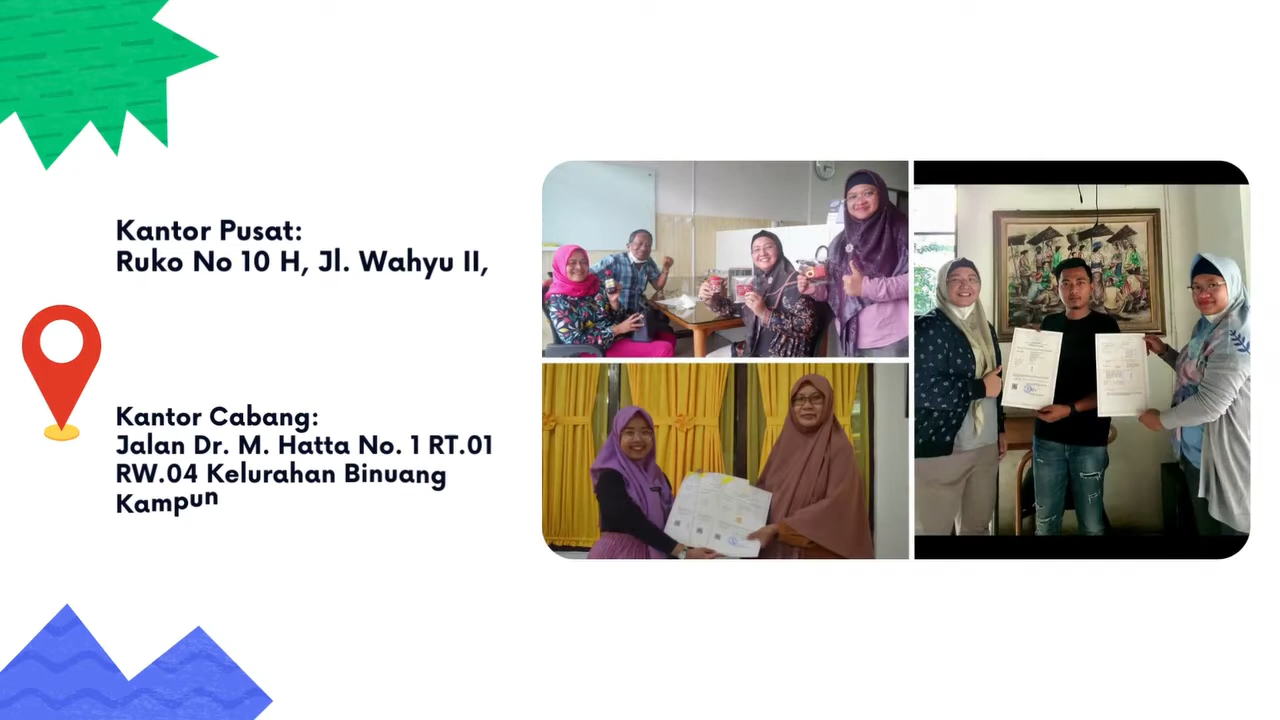 Kantor Pusat:
Ruko No 10 H, Jl. Wahyu II,
Kantor Cabang:
Jalan Dr. M. Hatta No. 1 RT.01
RW.04 Kelurahan Binuang
Kampun